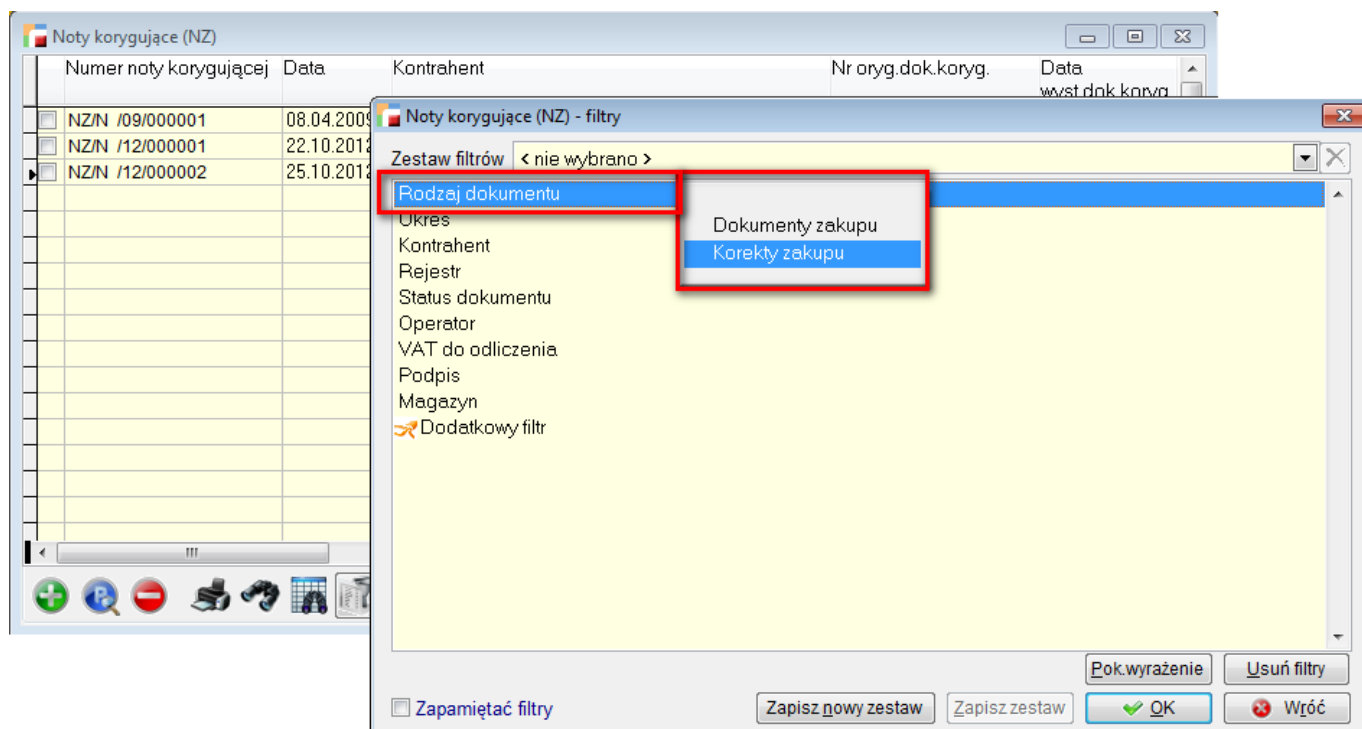 Noty korygujące (NZ)
Numer noty korygującej Data Kontrahent Nr oryg.dok.koryg. Data
wyst.dok.koryg.
NZ/N /09/000001 08.04.2009
NZ/N /12/000001 22.10.2012
NZ/N /12/000002 25.10.2012
Noty korygujące (NZ) - filtry
Zestaw filtrów < nie wybrano >
Rodzaj dokumentu
Okres
Kontrahent
Rejestr
Status dokumentu
Operator
VAT do odliczenia
Podpis
Magazyn
Dodatkowy filtr
Dokumenty zakupu
Korekty zakupu
Pok.wyrażenie Usuń filtry
Zapamiętać filtry Zapisz nowy zestaw Zapisz zestaw OK Wróć